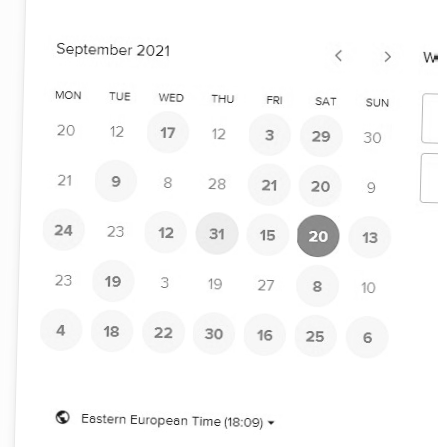 September 2021
MON TUE WED THU FRI SAT SUN
20 12 17 12 3 29 30
21 9 8 28 21 20 9
24 23 12 31 15 20 13
23 19 3 19 27 8 10
4 18 22 30 16 25 6
Eastern European Time (18:09)